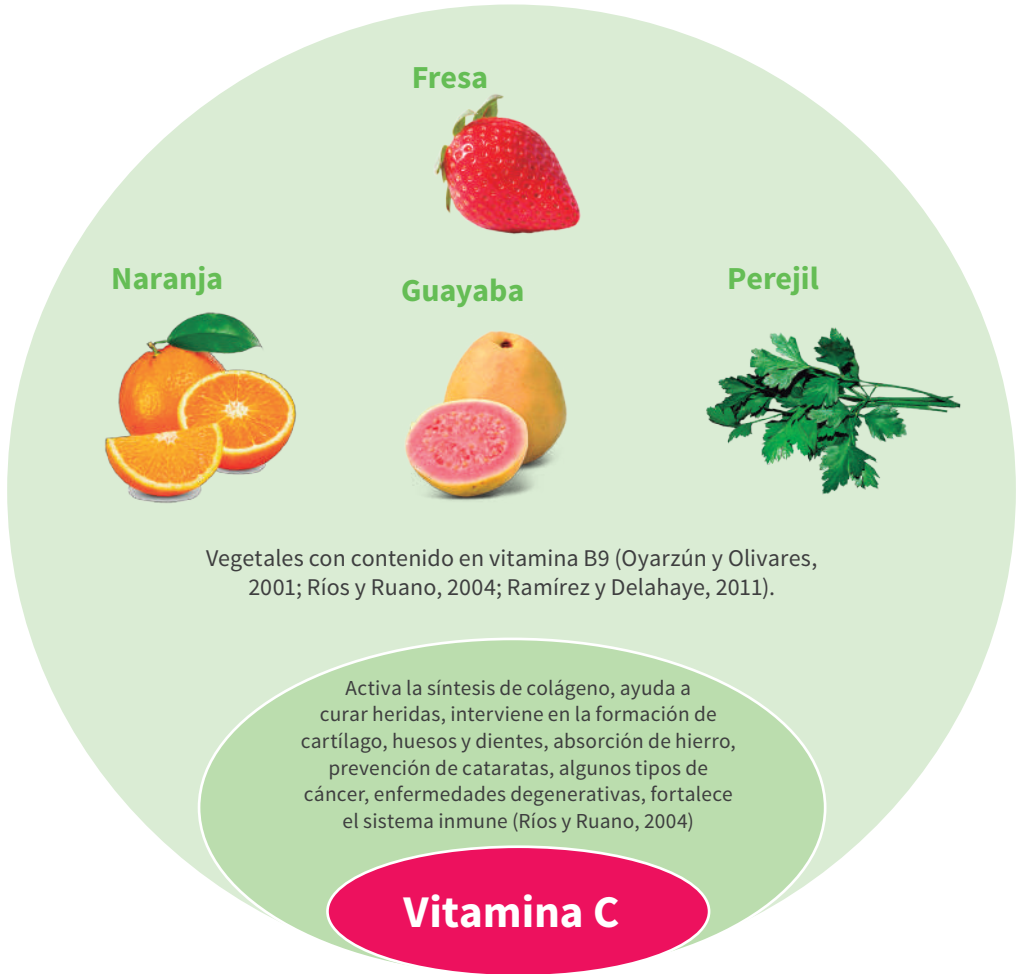 Fresa
Naranja
Guayaba
Perejil
Vegetales con contenido en vitamina B9 (Oyarzún y Olivares,
2001; Ríos y Ruano, 2004; Ramírez y Delahaye, 2011).
Activa la síntesis de colágeno, ayuda a
curar heridas, interviene en la formación de
cartílago, huesos y dientes, absorción de hierro,
prevención de cataratas, algunos tipos de
cáncer, enfermedades degenerativas, fortalece
el sistema inmune (Ríos y Ruano, 2004)
Vitamina C